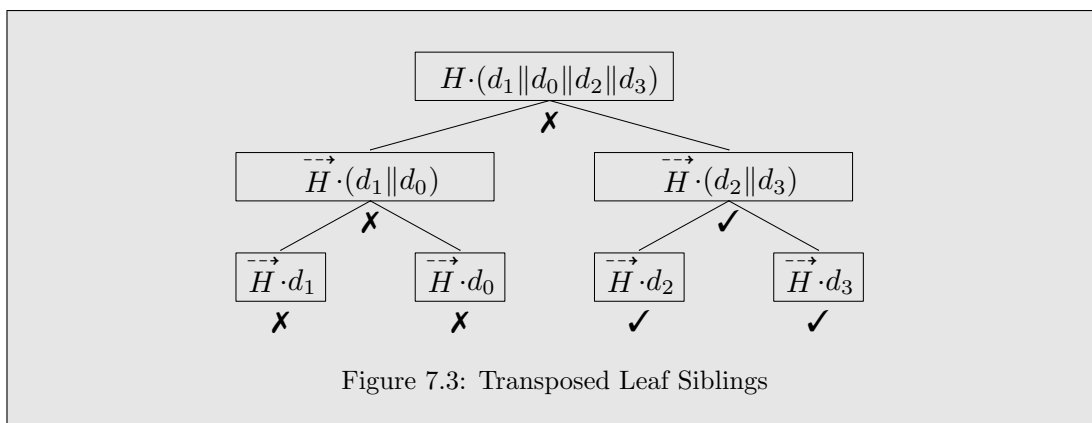 H·(d₁∥d₀∥d₂∥d₃)
✗
H⃗·(d₁∥d₀) H⃗·(d₂∥d₃)
✗ ✓
H⃗·d₁ H⃗·d₀ H⃗·d₂ H⃗·d₃
✗ ✗ ✓ ✓
Figure 7.3: Transposed Leaf Siblings